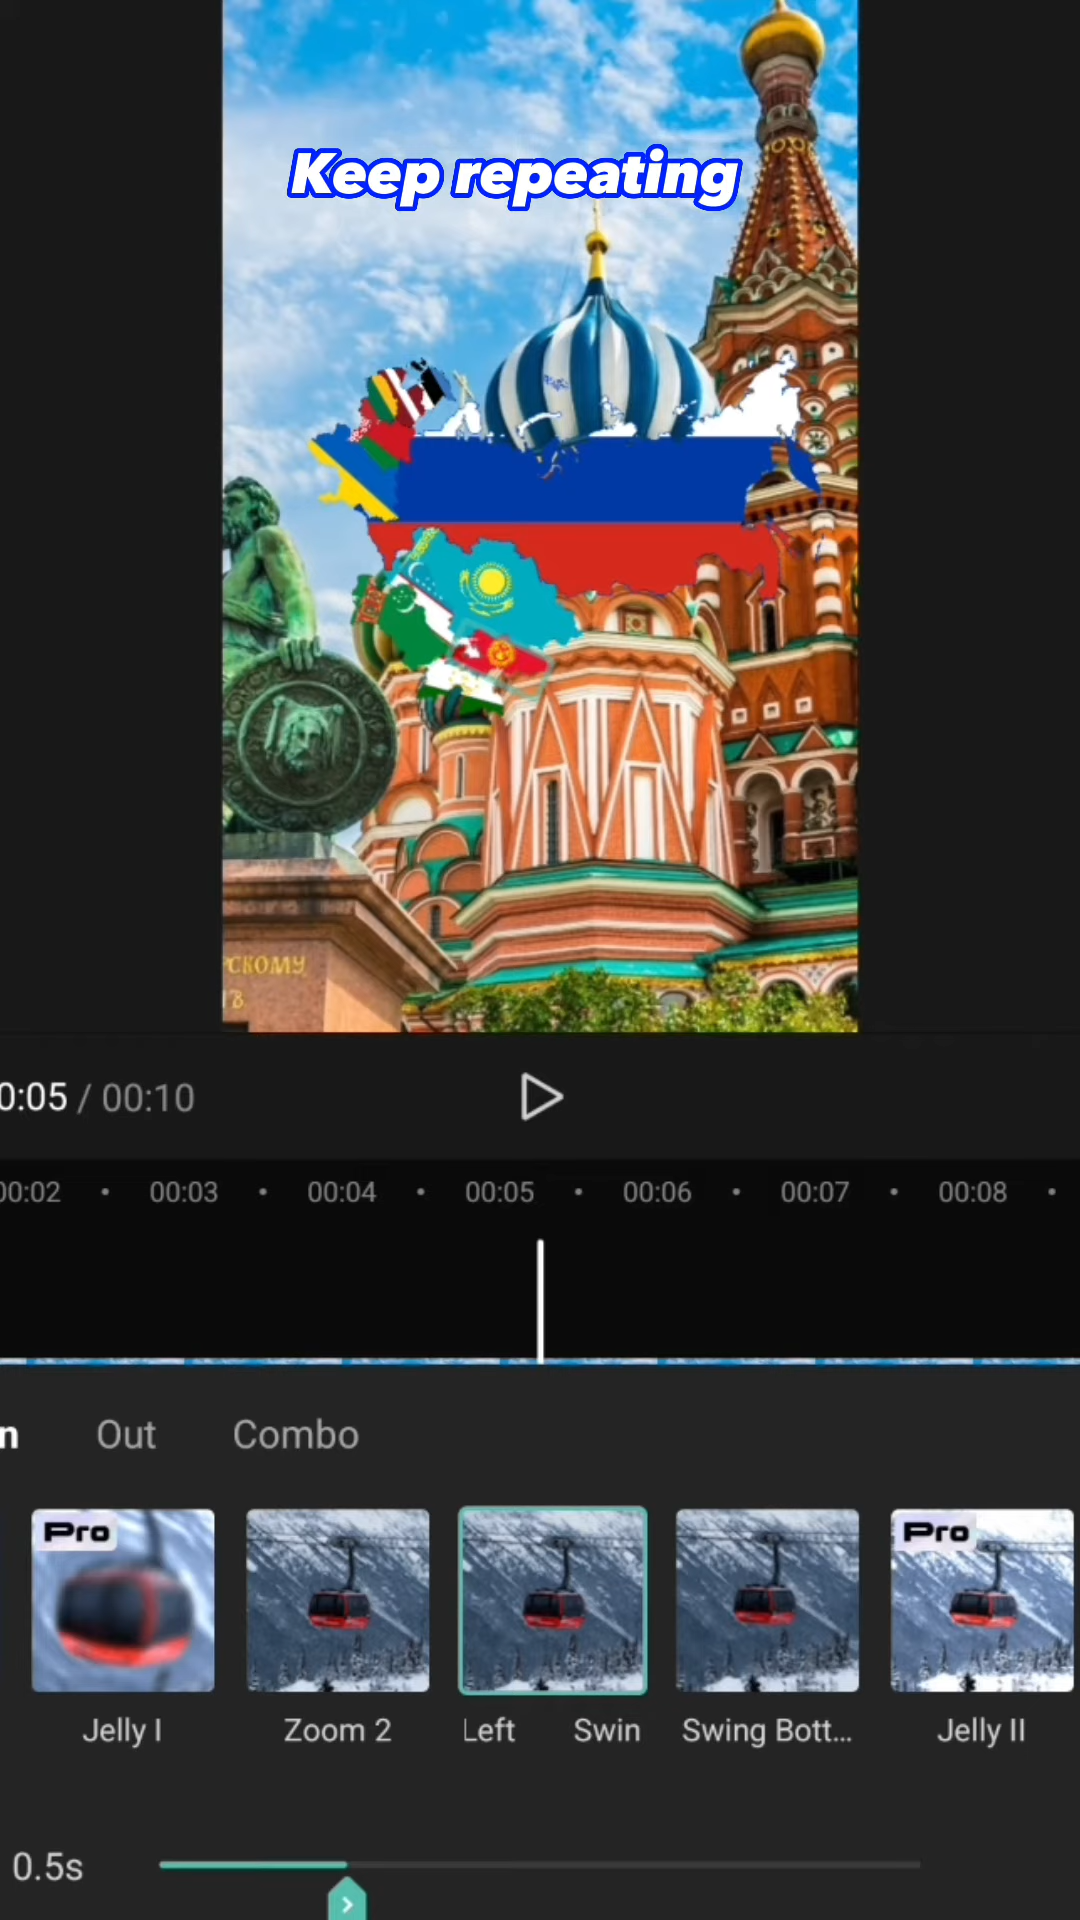 Keep repeating
РСКОМУ
0:05 / 00:10
00:02 00:03 00:04 00:05 00:06 00:07 00:08
n Out Combo
Pro Pro
Jelly I Zoom 2 Left Swin Swing Bott... Jelly II
0.5s